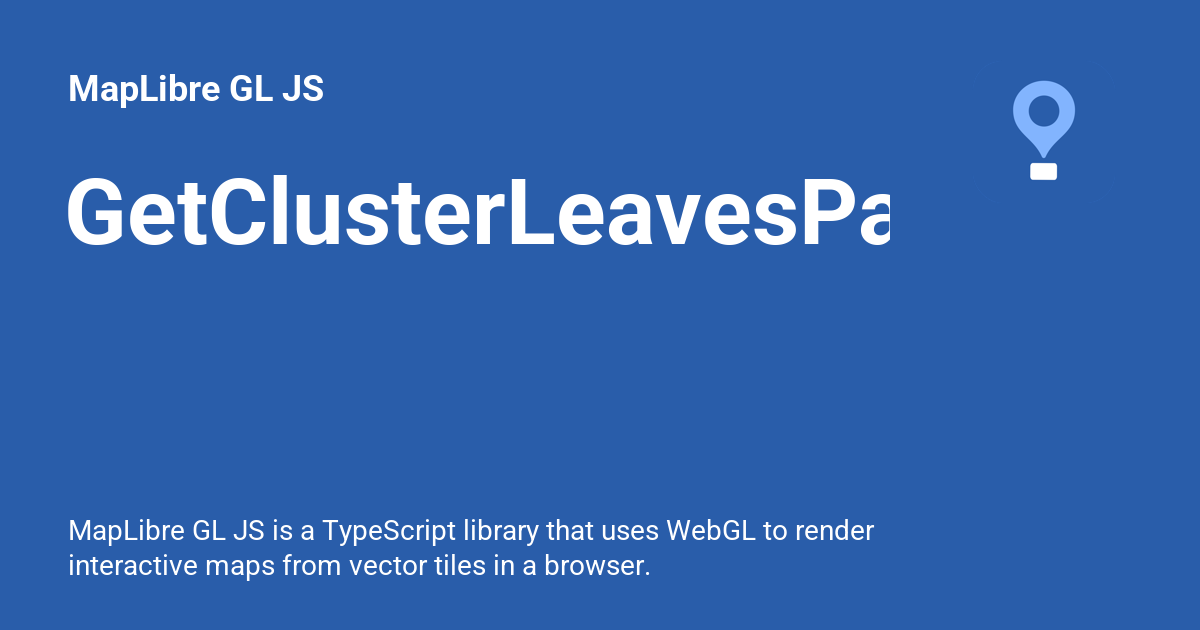 MapLibre GL JS
GetClusterLeavesPa
MapLibre GL JS is a TypeScript library that uses WebGL to render
interactive maps from vector tiles in a browser.